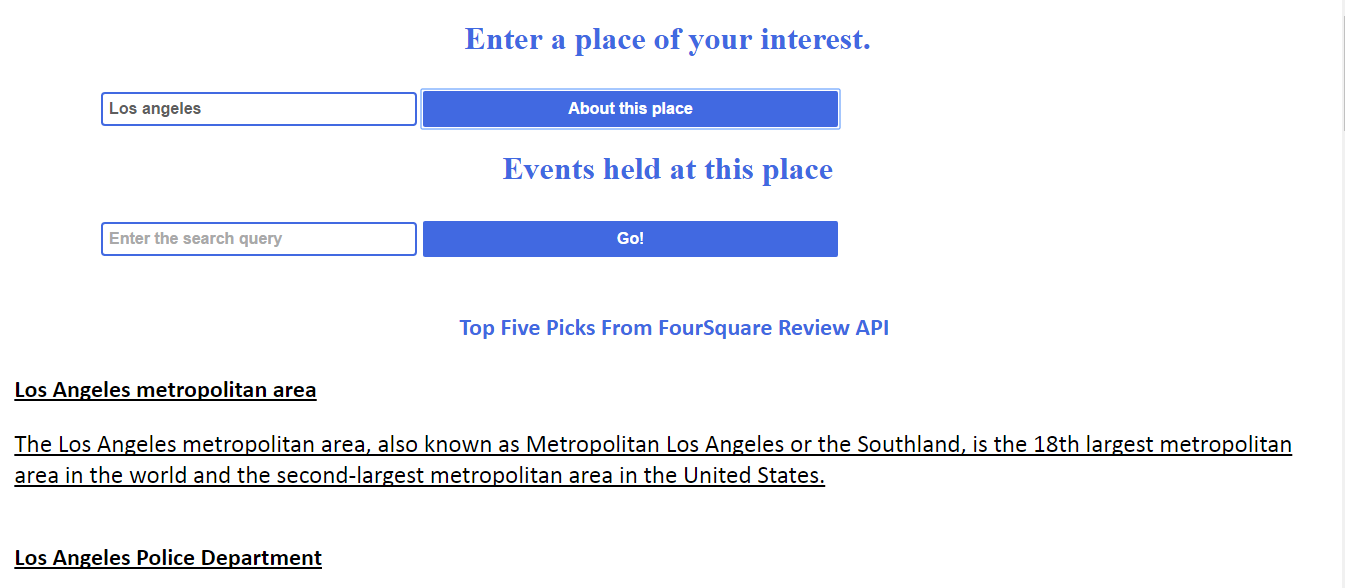 Enter a place of your interest.
Los angeles About this place
Events held at this place
Enter the search query Go!
Top Five Picks From FourSquare Review API
Los Angeles metropolitan area
The Los Angeles metropolitan area, also known as Metropolitan Los Angeles or the Southland, is the 18th largest metropolitan
area in the world and the second-largest metropolitan area in the United States.
Los Angeles Police Department